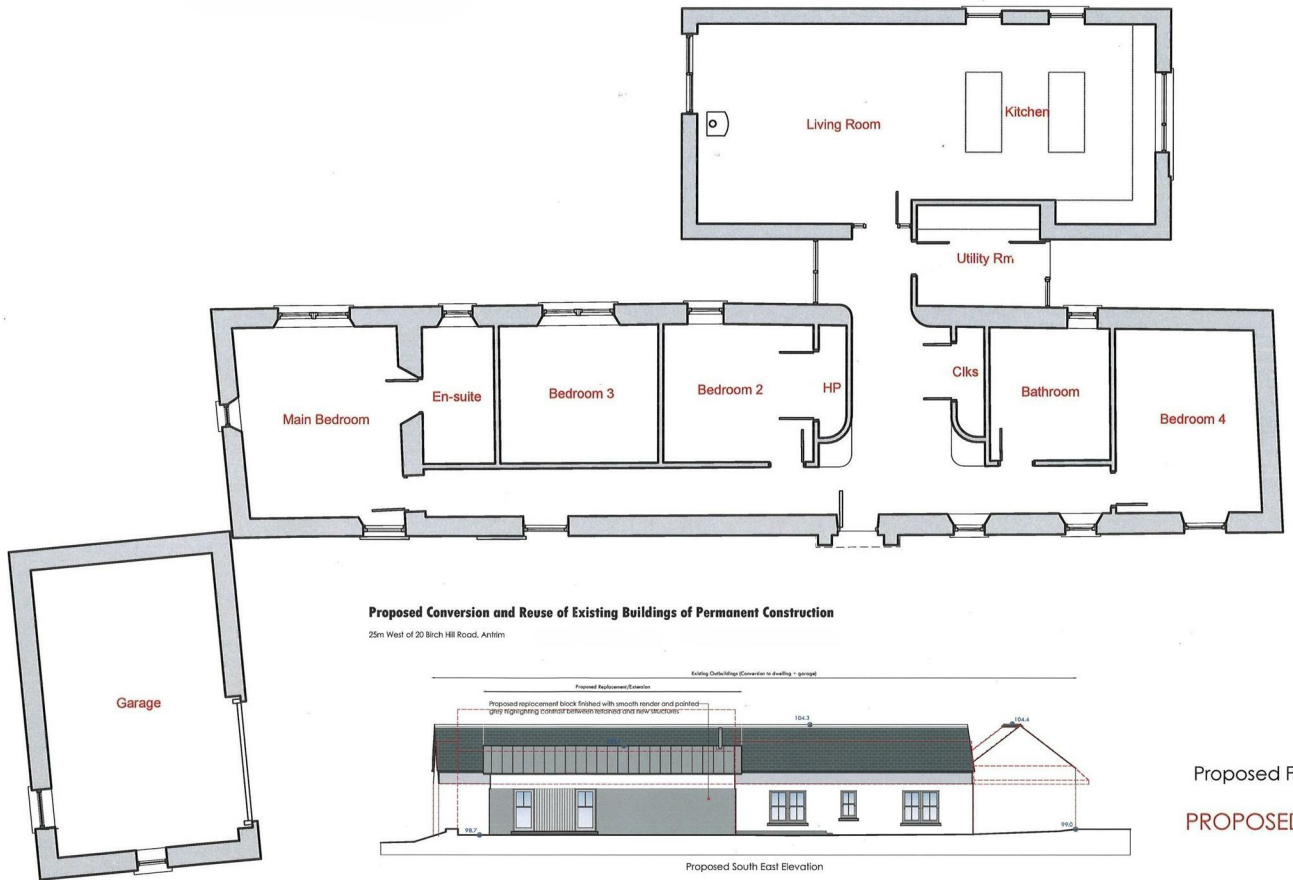 Living Room
Kitchen
Utility Rm
Main Bedroom
En-suite
Bedroom 3
Bedroom 2
HP
Clks
Bathroom
Bedroom 4
Garage
Proposed Conversion and Reuse of Existing Buildings of Permanent Construction
25m West of 20 Birch Hill Road, Antrim
Existing Outbuildings (Conversion to dwelling + garage)
Proposed Replacement/Extension
Proposed replacement block finished with smooth render and painted
grey highlighting contrast between retained and new structures
104.3
104.4
98.7
99.0
Proposed South East Elevation
Proposed F
PROPOSED